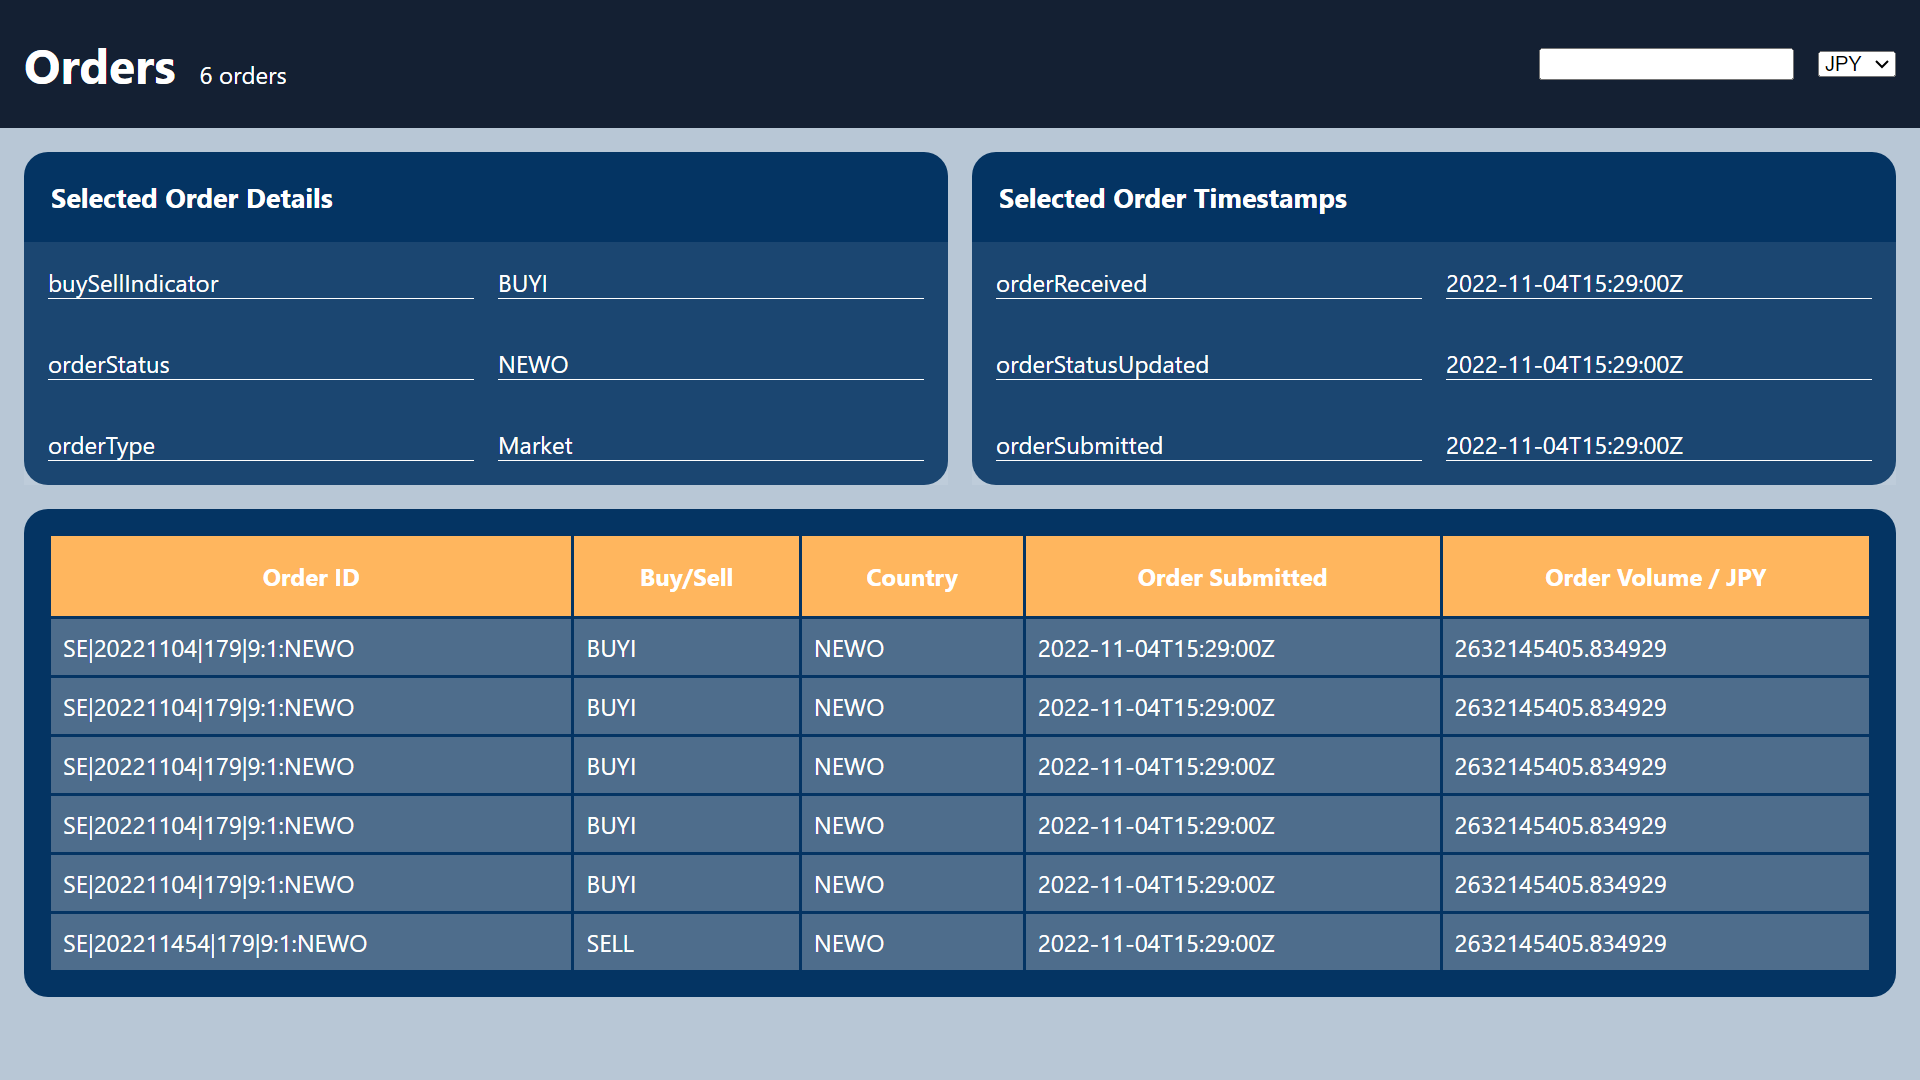 Orders 6 orders JPY
Selected Order Details
buySellIndicator BUYI
orderStatus NEWO
orderType Market
Selected Order Timestamps
orderReceived 2022-11-04T15:29:00Z
orderStatusUpdated 2022-11-04T15:29:00Z
orderSubmitted 2022-11-04T15:29:00Z
Order ID Buy/Sell Country Order Submitted Order Volume / JPY
SE|20221104|179|9:1:NEWO BUYI NEWO 2022-11-04T15:29:00Z 2632145405.834929
SE|20221104|179|9:1:NEWO BUYI NEWO 2022-11-04T15:29:00Z 2632145405.834929
SE|20221104|179|9:1:NEWO BUYI NEWO 2022-11-04T15:29:00Z 2632145405.834929
SE|20221104|179|9:1:NEWO BUYI NEWO 2022-11-04T15:29:00Z 2632145405.834929
SE|20221104|179|9:1:NEWO BUYI NEWO 2022-11-04T15:29:00Z 2632145405.834929
SE|202211454|179|9:1:NEWO SELL NEWO 2022-11-04T15:29:00Z 2632145405.834929